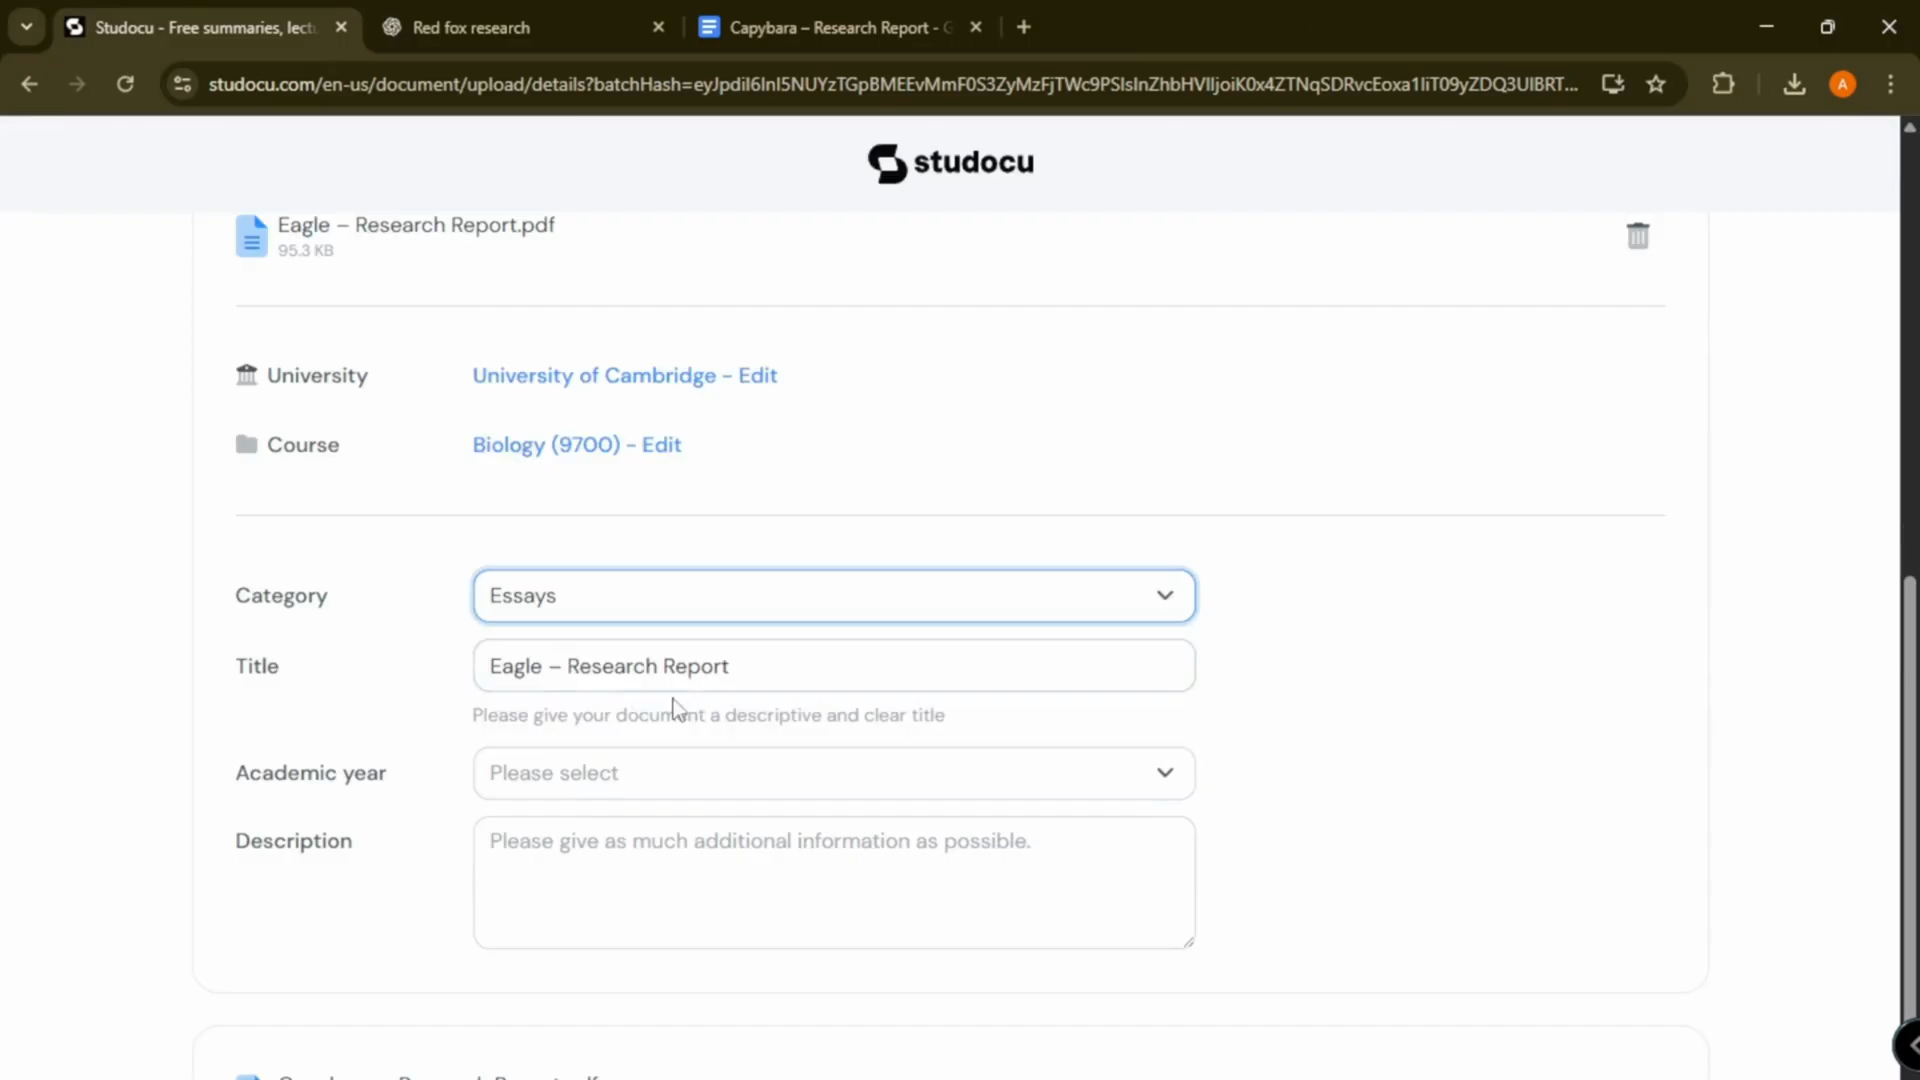 Studocu - Free summaries, lect
Red fox research
Capybara – Research Report - G
studocu.com/en-us/document/upload/details?batchHash=eyJpdiI6InI5NUYzTGpBMEEvMmF0S3ZyMzFjTWc9PSIsInZhbHVlIjoiK0x4ZTNqSDRvcEoxa1liT09yZDQ3UlBRT...
A
studocu
Eagle – Research Report.pdf
95.3 KB
University
University of Cambridge - Edit
Course
Biology (9700) - Edit
Category
Essays
Title
Eagle – Research Report
Please give your document a descriptive and clear title
Academic year
Please select
Description
Please give as much additional information as possible.